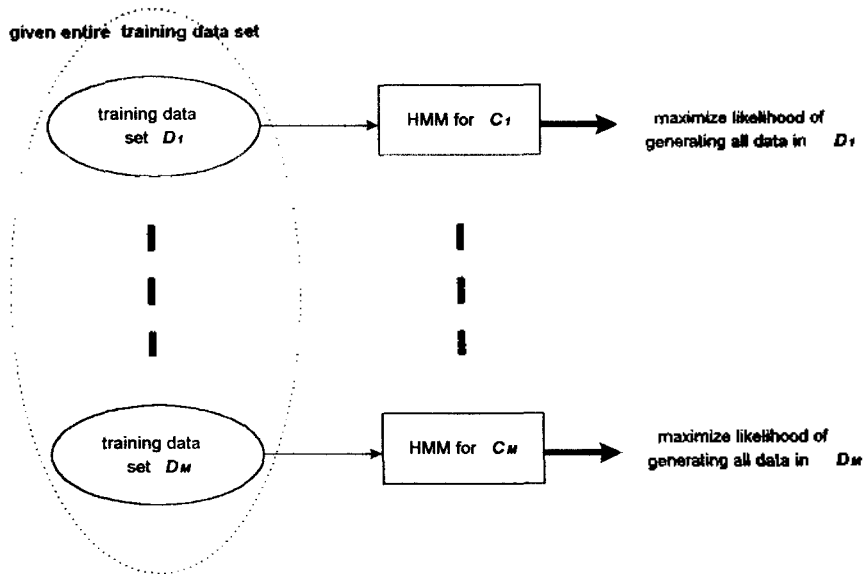 given entire training data set
training data
set D1
HMM for C1
maximize likelihood of
generating all data in D1
training data
set DM
HMM for CM
maximize likelihood of
generating all data in DM